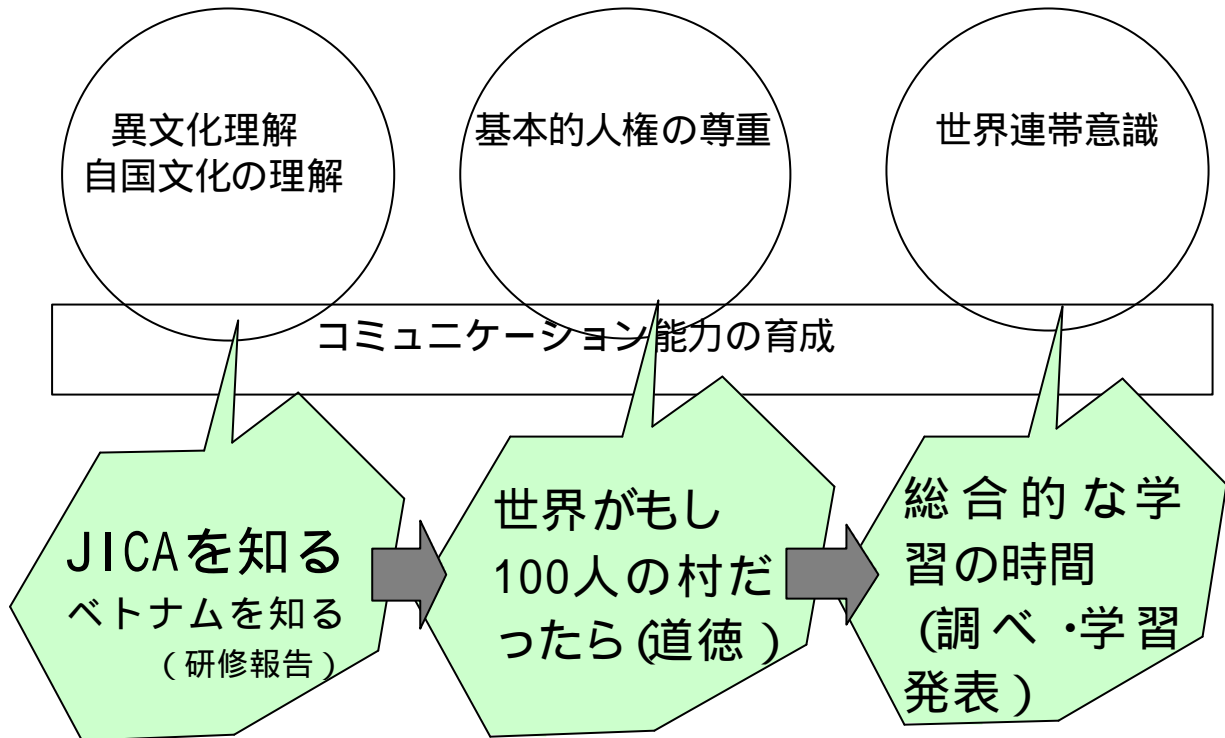 異文化理解
自国文化の理解
基本的人権の尊重
世界連帯意識
コミュニケーション能力の育成
JICAを知る
ベトナムを知る
（研修報告）
世界がもし
100人の村だ
ったら（道徳）
総合的な学
習の時間
（調べ・学習
発表）